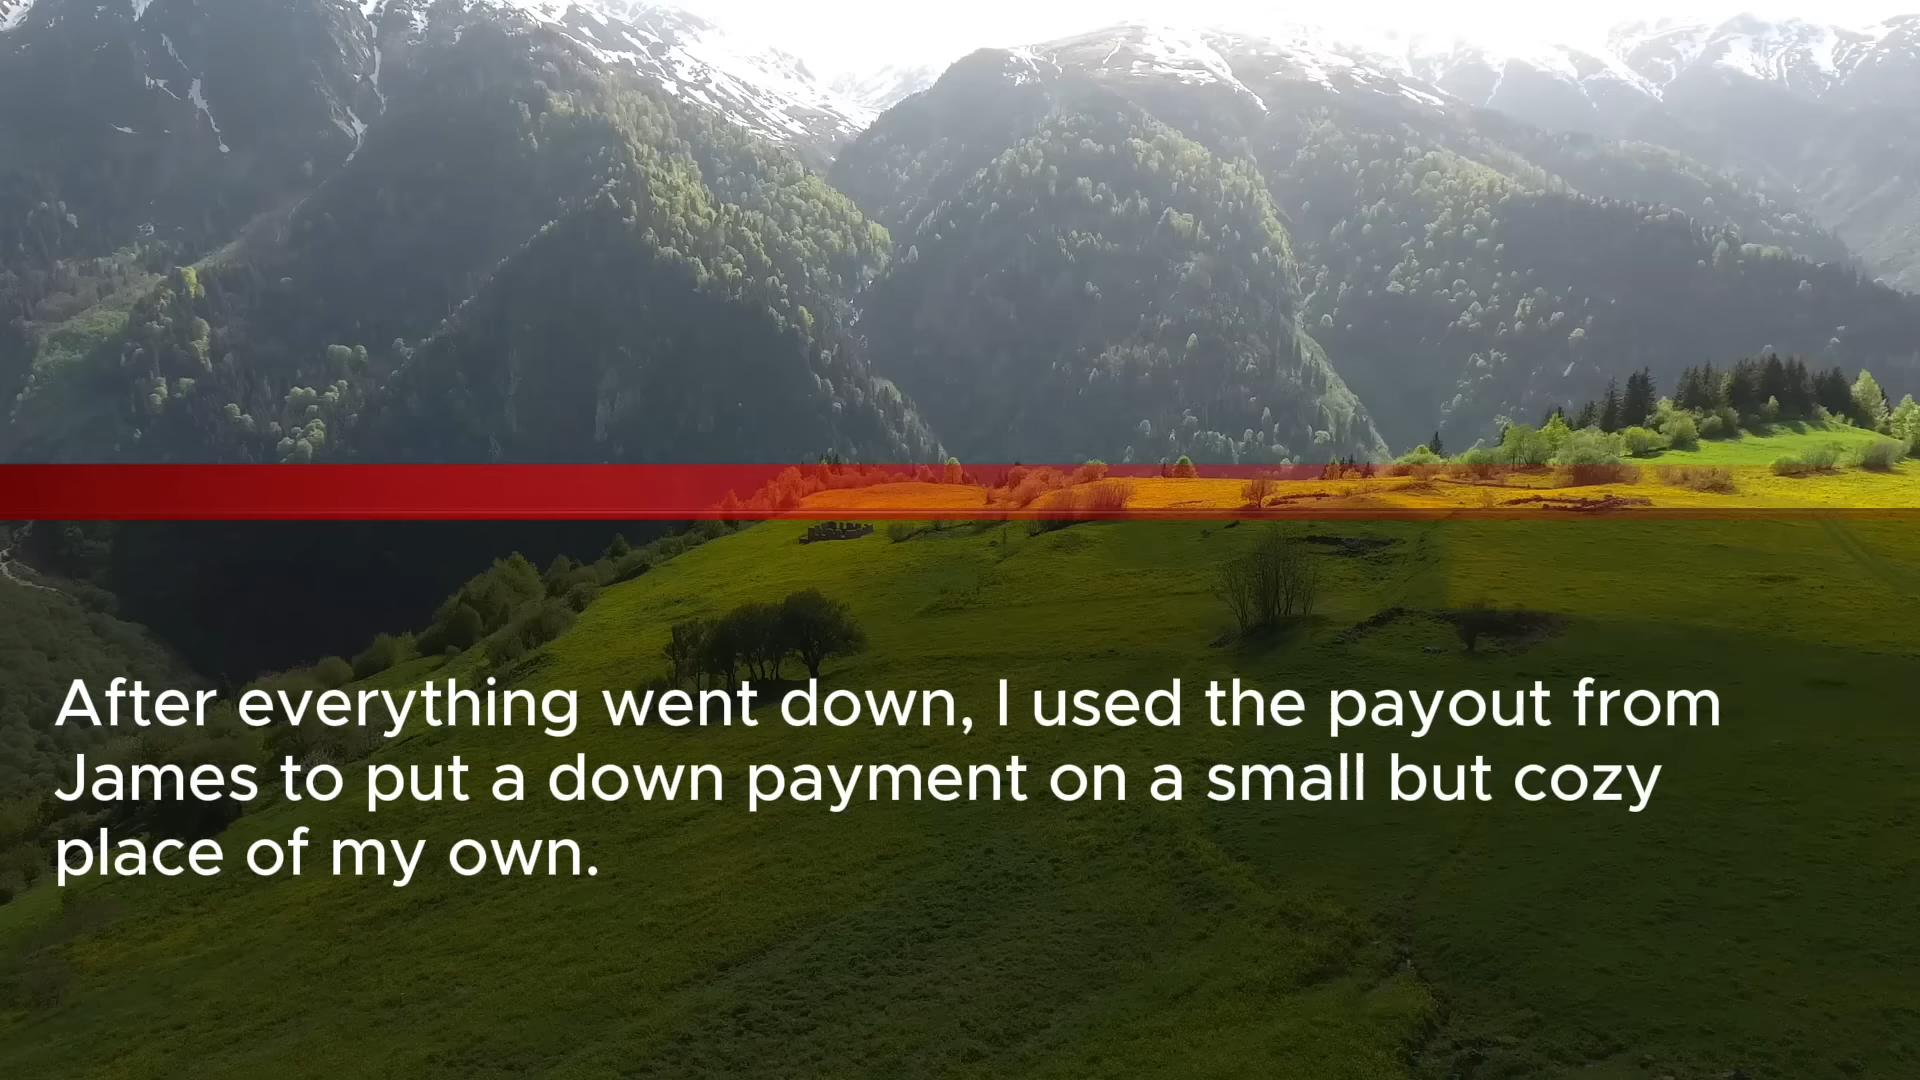 After everything went down, I used the payout from
James to put a down payment on a small but cozy
place of my own.